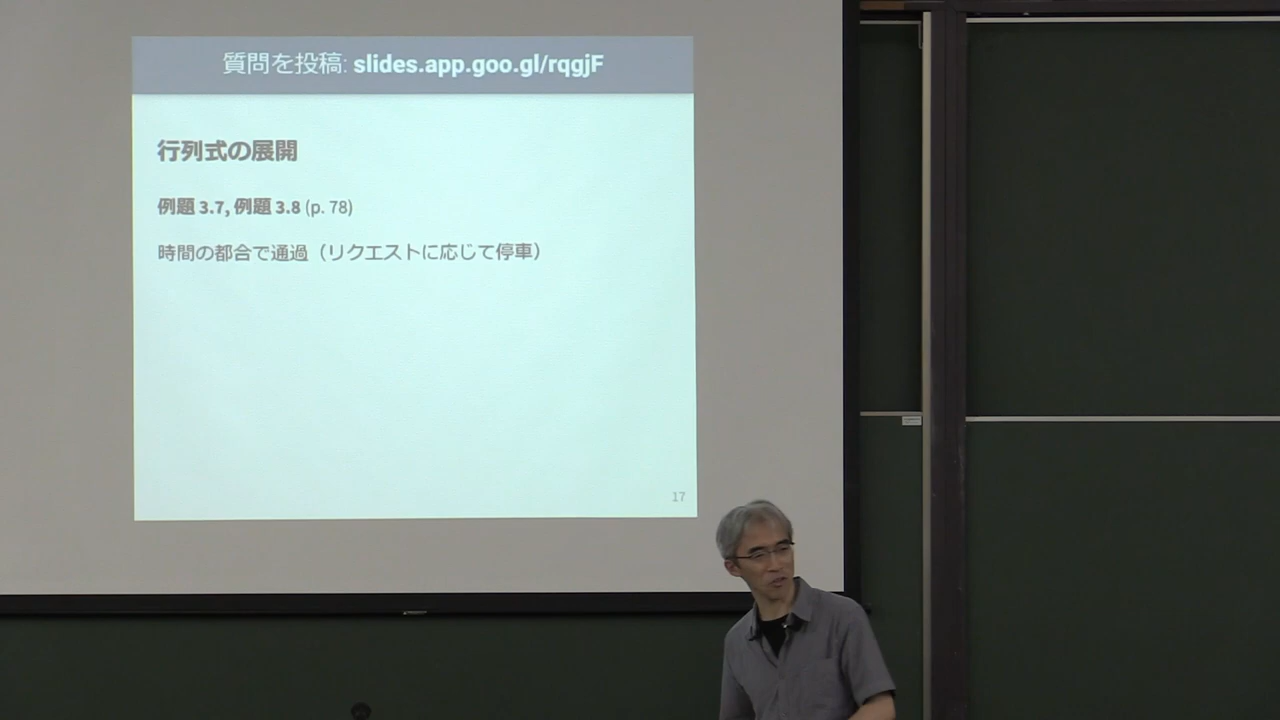 質問を投稿: slides.app.goo.gl/rqgjF
行列式の展開
例題 3.7, 例題 3.8 (p. 78)
時間の都合で通過（リクエストに応じて停車）
17